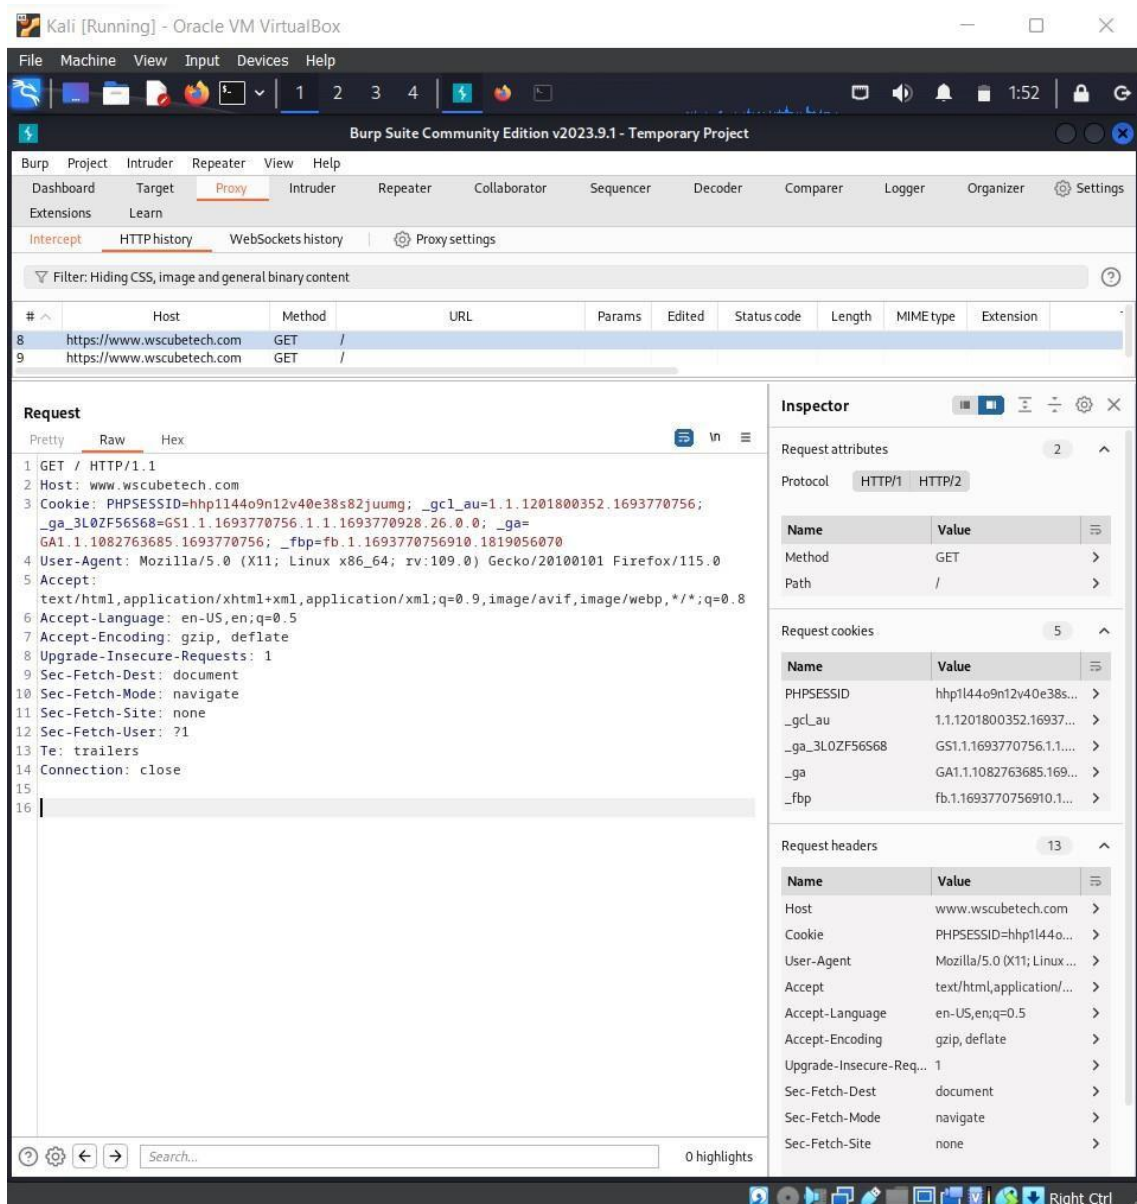 Kali [Running] - Oracle VM VirtualBox
File Machine View Input Devices Help
1 2 3 4 1:52
Burp Suite Community Edition v2023.9.1 - Temporary Project
Burp Project Intruder Repeater View Help
Dashboard Target Proxy Intruder Repeater Collaborator Sequencer Decoder Comparer Logger Organizer Settings
Extensions Learn
Intercept HTTP history WebSockets history Proxy settings
Filter: Hiding CSS, image and general binary content
# Host Method URL Params Edited Status code Length MIME type Extension
8 https://www.wscubetech.com GET /
9 https://www.wscubetech.com GET /
Request
Pretty Raw Hex \n
1 GET / HTTP/1.1
2 Host: www.wscubetech.com
3 Cookie: PHPSESSID=hhp1l44o9n12v40e38s82juumg; _gcl_au=1.1.1201800352.1693770756;
_ga_3L0ZF56S68=GS1.1.1693770756.1.1.1693770928.26.0.0; _ga=
GA1.1.1082763685.1693770756; _fbp=fb.1.1693770756910.1819056070
4 User-Agent: Mozilla/5.0 (X11; Linux x86_64; rv:109.0) Gecko/20100101 Firefox/115.0
5 Accept:
text/html,application/xhtml+xml,application/xml;q=0.9,image/avif,image/webp,*/*;q=0.8
6 Accept-Language: en-US,en;q=0.5
7 Accept-Encoding: gzip, deflate
8 Upgrade-Insecure-Requests: 1
9 Sec-Fetch-Dest: document
10 Sec-Fetch-Mode: navigate
11 Sec-Fetch-Site: none
12 Sec-Fetch-User: ?1
13 Te: trailers
14 Connection: close
15
16
Search...
0 highlights
Inspector
Request attributes 2
Protocol HTTP/1 HTTP/2
Name Value
Method GET
Path /
Request cookies 5
Name Value
PHPSESSID hhp1l44o9n12v40e38s...
_gcl_au 1.1.1201800352.16937...
_ga_3L0ZF56S68 GS1.1.1693770756.1.1....
_ga GA1.1.1082763685.169...
_fbp fb.1.1693770756910.1...
Request headers 13
Name Value
Host www.wscubetech.com
Cookie PHPSESSID=hhp1l44o...
User-Agent Mozilla/5.0 (X11; Linux ...
Accept text/html,application/...
Accept-Language en-US,en;q=0.5
Accept-Encoding gzip, deflate
Upgrade-Insecure-Req... 1
Sec-Fetch-Dest document
Sec-Fetch-Mode navigate
Sec-Fetch-Site none
Right Ctrl